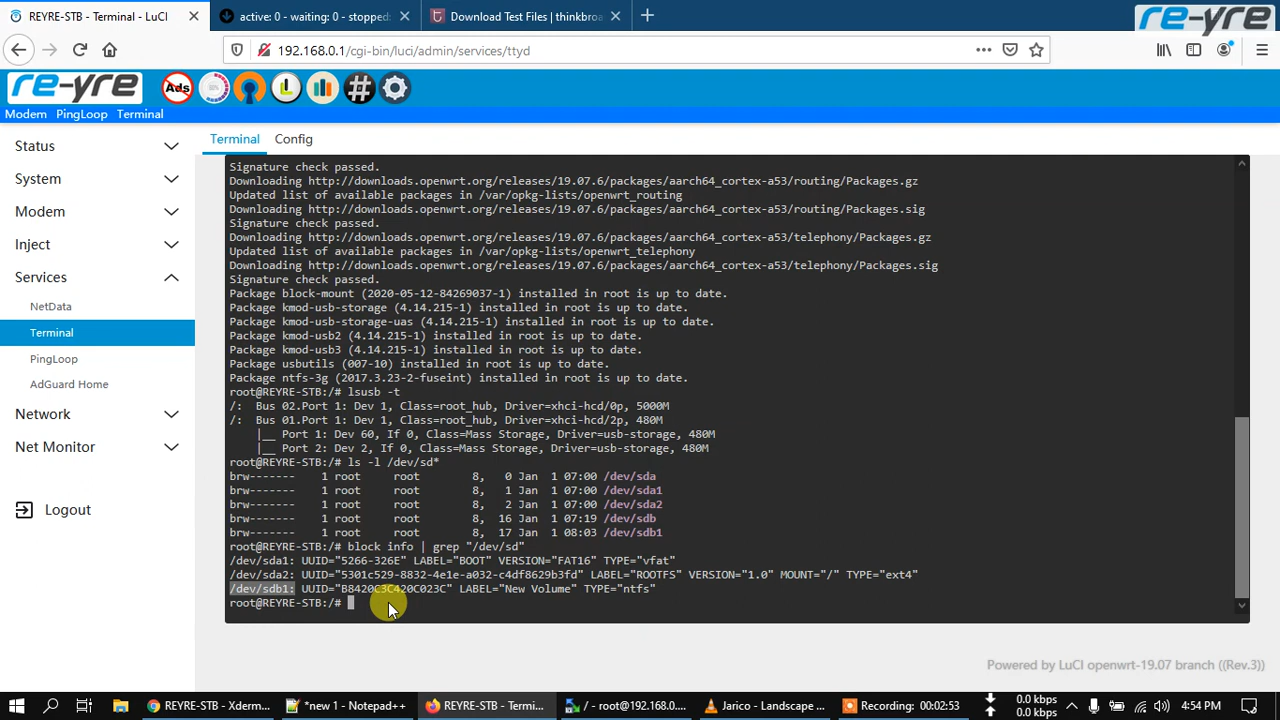 REYRE-STB - Terminal - LuCI
active: 0 - waiting: 0 - stopped:
Download Test Files | thinkbroa
re-yre
192.168.0.1/cgi-bin/luci/admin/services/ttyd
re-yre
Ads
Modem PingLoop Terminal
Status
System
Modem
Inject
Services
NetData
Terminal
PingLoop
AdGuard Home
Network
Net Monitor
Logout
Terminal Config
Signature check passed.
Downloading http://downloads.openwrt.org/releases/19.07.6/packages/aarch64_cortex-a53/routing/Packages.gz
Updated list of available packages in /var/opkg-lists/openwrt_routing
Downloading http://downloads.openwrt.org/releases/19.07.6/packages/aarch64_cortex-a53/routing/Packages.sig
Signature check passed.
Downloading http://downloads.openwrt.org/releases/19.07.6/packages/aarch64_cortex-a53/telephony/Packages.gz
Updated list of available packages in /var/opkg-lists/openwrt_telephony
Downloading http://downloads.openwrt.org/releases/19.07.6/packages/aarch64_cortex-a53/telephony/Packages.sig
Signature check passed.
Package block-mount (2020-05-12-84269037-1) installed in root is up to date.
Package kmod-usb-storage (4.14.215-1) installed in root is up to date.
Package kmod-usb-storage-uas (4.14.215-1) installed in root is up to date.
Package kmod-usb2 (4.14.215-1) installed in root is up to date.
Package kmod-usb3 (4.14.215-1) installed in root is up to date.
Package usbutils (007-10) installed in root is up to date.
Package ntfs-3g (2017.3.23-2-fuseint) installed in root is up to date.
root@REYRE-STB:/# lsusb -t
/:  Bus 02.Port 1: Dev 1, Class=root_hub, Driver=xhci-hcd/0p, 5000M
/:  Bus 01.Port 1: Dev 1, Class=root_hub, Driver=xhci-hcd/2p, 480M
|__ Port 1: Dev 60, If 0, Class=Mass Storage, Driver=usb-storage, 480M
|__ Port 2: Dev 2, If 0, Class=Mass Storage, Driver=usb-storage, 480M
root@REYRE-STB:/# ls -l /dev/sd*
brw------- 1 root root 8, 0 Jan 1 07:00 /dev/sda
brw------- 1 root root 8, 1 Jan 1 07:00 /dev/sda1
brw------- 1 root root 8, 2 Jan 1 07:00 /dev/sda2
brw------- 1 root root 8, 16 Jan 1 07:19 /dev/sdb
brw------- 1 root root 8, 17 Jan 1 08:03 /dev/sdb1
root@REYRE-STB:/# block info | grep "/dev/sd"
/dev/sda1: UUID="5266-326E" LABEL="BOOT" VERSION="FAT16" TYPE="vfat"
/dev/sda2: UUID="5301c529-8832-4e1e-a032-c4df8629b3fd" LABEL="ROOTFS" VERSION="1.0" MOUNT="/" TYPE="ext4"
/dev/sdb1: UUID="B8420C3C420C023C" LABEL="New Volume" TYPE="ntfs"
root@REYRE-STB:/#
Powered by LuCI openwrt-19.07 branch ((Rev.3))
REYRE-STB - Xderm...
*new 1 - Notepad++
REYRE-STB - Termi...
/ - root@192.168.0....
Jarico - Landscape ...
Recording: 00:02:53
0.0 kbps
0.0 kbps
4:54 PM